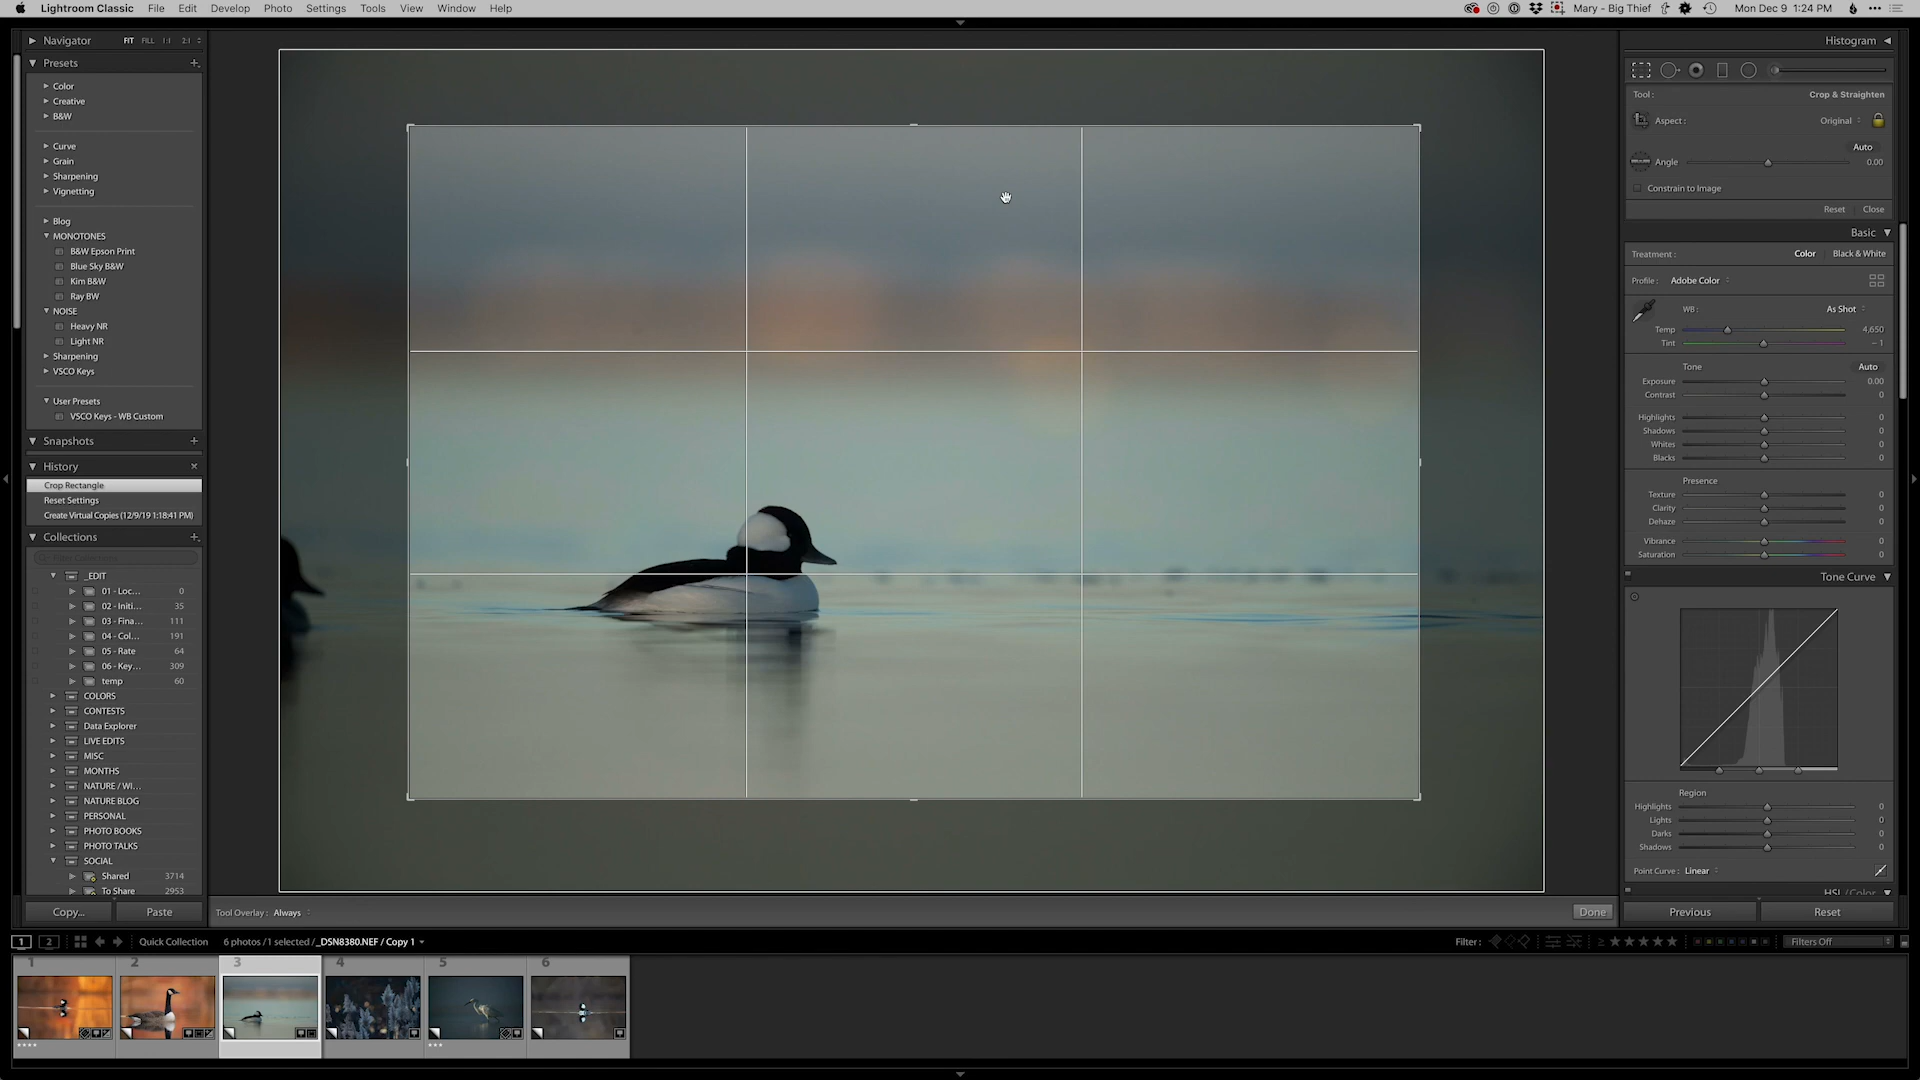 Lightroom Classic File Edit Develop Photo Settings Tools View Window Help Mary - Big Thief Mon Dec 9 1:24 PM
Navigator FIT FILL 1:1 2:1
Presets
Color
Creative
B&W
Curve
Grain
Sharpening
Vignetting
Blog
MONOTONES
B&W Epson Print
Blue Sky B&W
Kim B&W
Ray BW
NOISE
Heavy NR
Light NR
Sharpening
VSCO Keys
User Presets
VSCO Keys - WB Custom
Snapshots
History
Crop Rectangle
Reset Settings
Create Virtual Copies (12/9/19 1:18:41 PM)
Collections
_EDIT
01 - Loc... 0
02 - Initi... 35
03 - Fina... 111
04 - Col... 191
05 - Rate 64
06 - Key... 309
temp 60
COLORS
CONTESTS
Data Explorer
LIVE EDITS
MISC
MONTHS
NATURE / WI...
NATURE BLOG
PERSONAL
PHOTO BOOKS
PHOTO TALKS
SOCIAL
Shared 3714
To Share 2953
Copy... Paste
Tool Overlay : Always
Done
Histogram
Tool : Crop & Straighten
Aspect : Original
Auto
Angle 0.00
Constrain to Image
Reset Close
Basic
Treatment : Color Black & White
Profile : Adobe Color
WB : As Shot
Temp 4,650
Tint - 1
Tone Auto
Exposure 0.00
Contrast 0
Highlights 0
Shadows 0
Whites 0
Blacks 0
Presence
Texture 0
Clarity 0
Dehaze 0
Vibrance 0
Saturation 0
Tone Curve
Region
Highlights 0
Lights 0
Darks 0
Shadows 0
Point Curve : Linear
HSL / Color
Previous Reset
1 2 Quick Collection 6 photos / 1 selected / _DSN8380.NEF / Copy 1 Filter : Filters Off
1 2 3 4 5 6